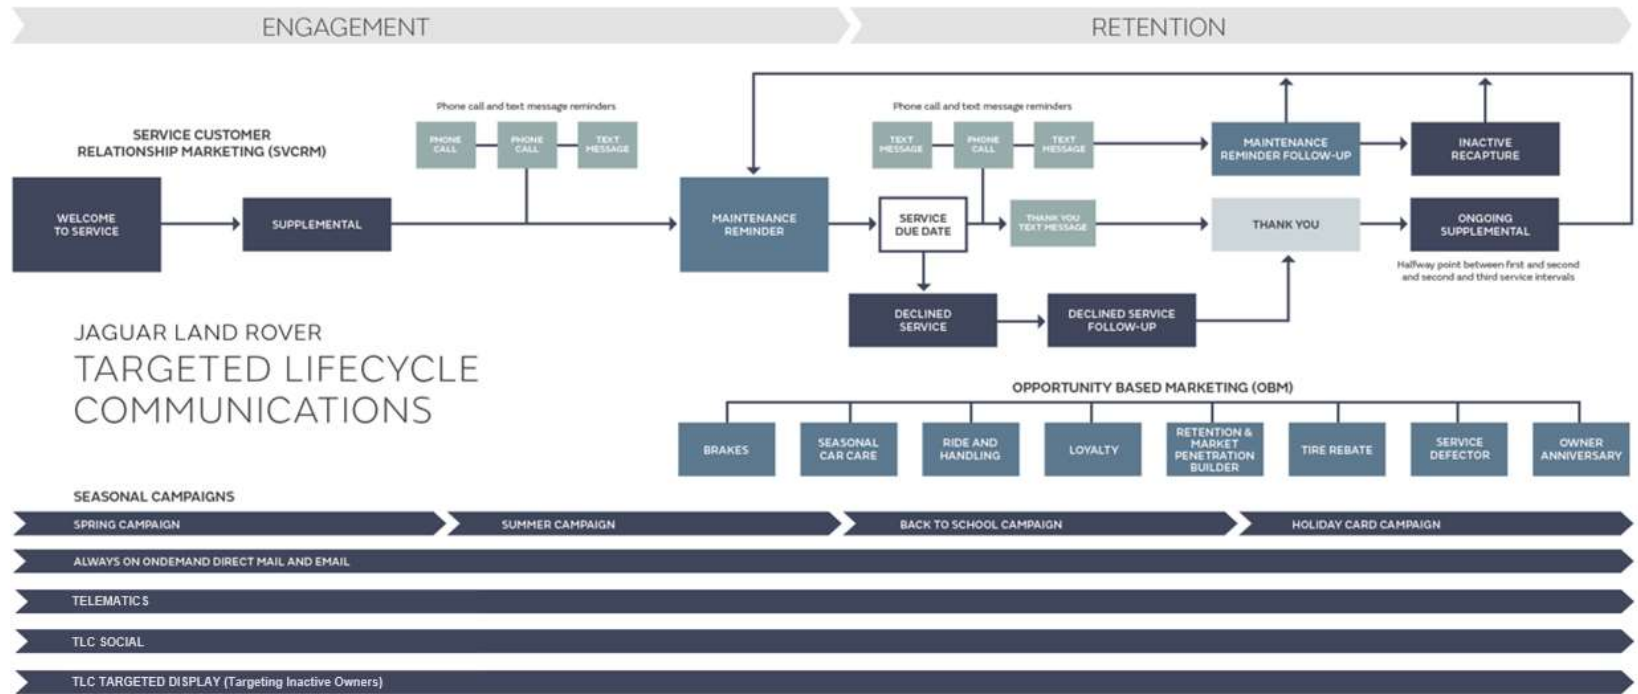 ENGAGEMENT
RETENTION
SERVICE CUSTOMER
RELATIONSHIP MARKETING (SVCRM)
Phone call and text message reminders
PHONE
CALL
PHONE
CALL
TEXT
MESSAGE
Phone call and text message reminders
TEXT
MESSAGE
PHONE
CALL
TEXT
MESSAGE
MAINTENANCE
REMINDER FOLLOW-UP
INACTIVE
RECAPTURE
WELCOME
TO SERVICE
SUPPLEMENTAL
MAINTENANCE
REMINDER
SERVICE
DUE DATE
THANK YOU
TEXT MESSAGE
THANK YOU
ONGOING
SUPPLEMENTAL
Halfway point between first and second
and second and third service intervals
DECLINED
SERVICE
DECLINED SERVICE
FOLLOW-UP
JAGUAR LAND ROVER
TARGETED LIFECYCLE
COMMUNICATIONS
OPPORTUNITY BASED MARKETING (OBM)
BRAKES
SEASONAL
CAR CARE
RIDE AND
HANDLING
LOYALTY
RETENTION &
MARKET
PENETRATION
BUILDER
TIRE REBATE
SERVICE
DEFECTOR
OWNER
ANNIVERSARY
SEASONAL CAMPAIGNS
SPRING CAMPAIGN
SUMMER CAMPAIGN
BACK TO SCHOOL CAMPAIGN
HOLIDAY CARD CAMPAIGN
ALWAYS ON ONDEMAND DIRECT MAIL AND EMAIL
TELEMATICS
TLC SOCIAL
TLC TARGETED DISPLAY (Targeting Inactive Owners)